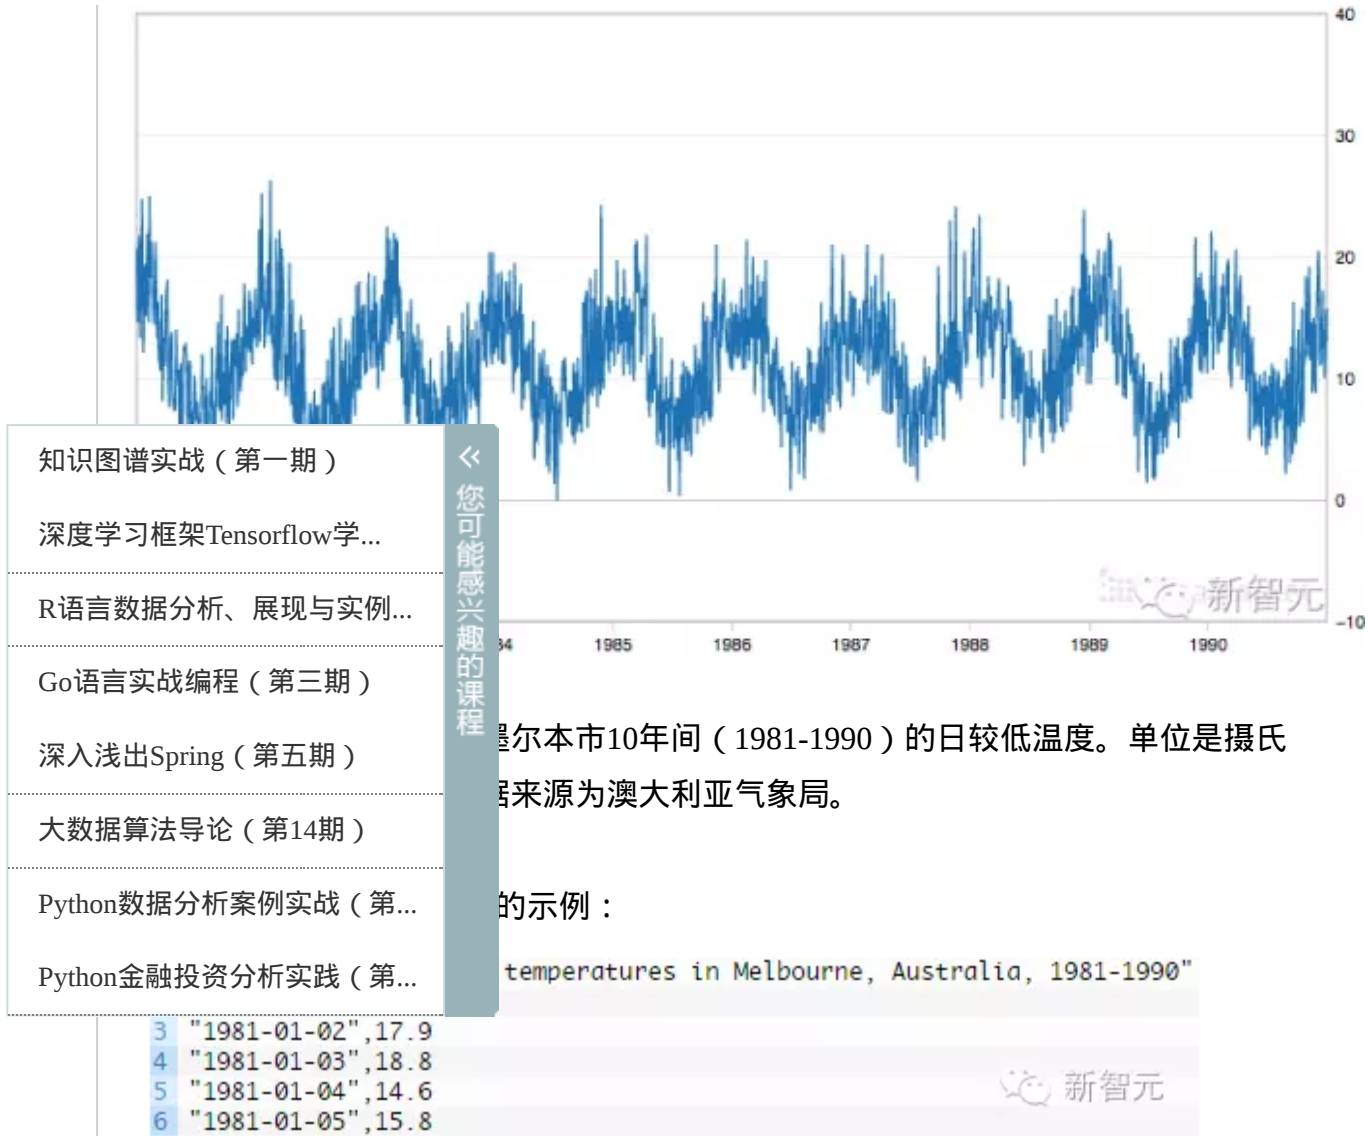 40
30
20
10
0
-10
1985
1986
1987
1988
1989
1990
新智元
知识图谱实战（第一期）
深度学习框架Tensorflow学...
R语言数据分析、展现与实例...
Go语言实战编程（第三期）
深入浅出Spring（第五期）
大数据算法导论（第14期）
Python数据分析案例实战（第...
Python金融投资分析实践（第...
«
您可能感兴趣的课程
尔本市10年间（1981-1990）的日较低温度。单位是摄氏
来源为澳大利亚气象局。
的示例：
temperatures in Melbourne, Australia, 1981-1990"
3 "1981-01-02",17.9
4 "1981-01-03",18.8
5 "1981-01-04",14.6
6 "1981-01-05",15.8
新智元